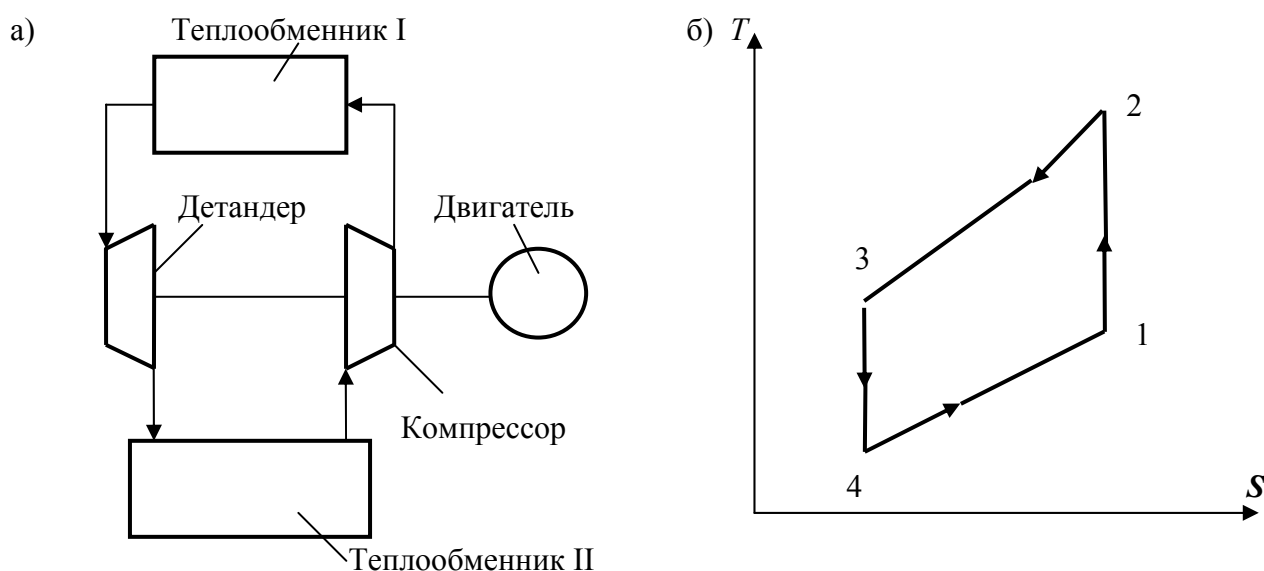 а)
Теплообменник I
Детандер
Двигатель
Компрессор
Теплообменник II
б) T
2
3
1
4
S